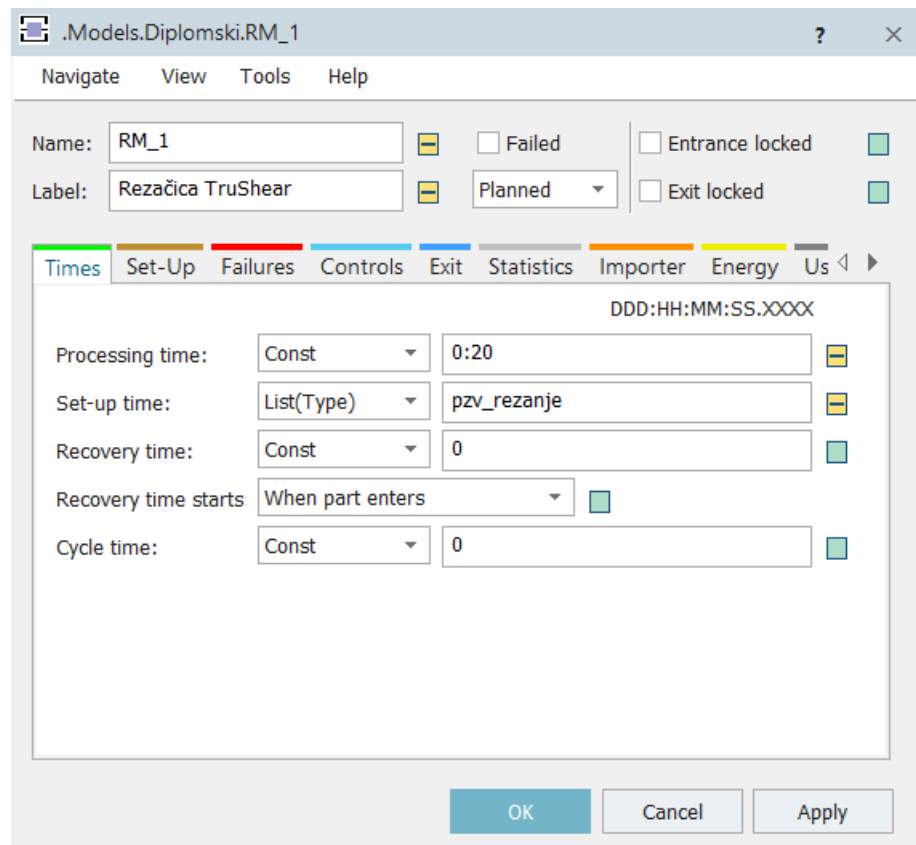 .Models.Diplomski.RM_1 ?
Navigate View Tools Help
Name: RM_1 Failed Entrance locked
Label: Rezačica TruShear Planned Exit locked
Times Set-Up Failures Controls Exit Statistics Importer Energy Us
DDD:HH:MM:SS.XXXX
Processing time: Const 0:20
Set-up time: List(Type) pzv_rezanje
Recovery time: Const 0
Recovery time starts When part enters
Cycle time: Const 0
OK Cancel Apply